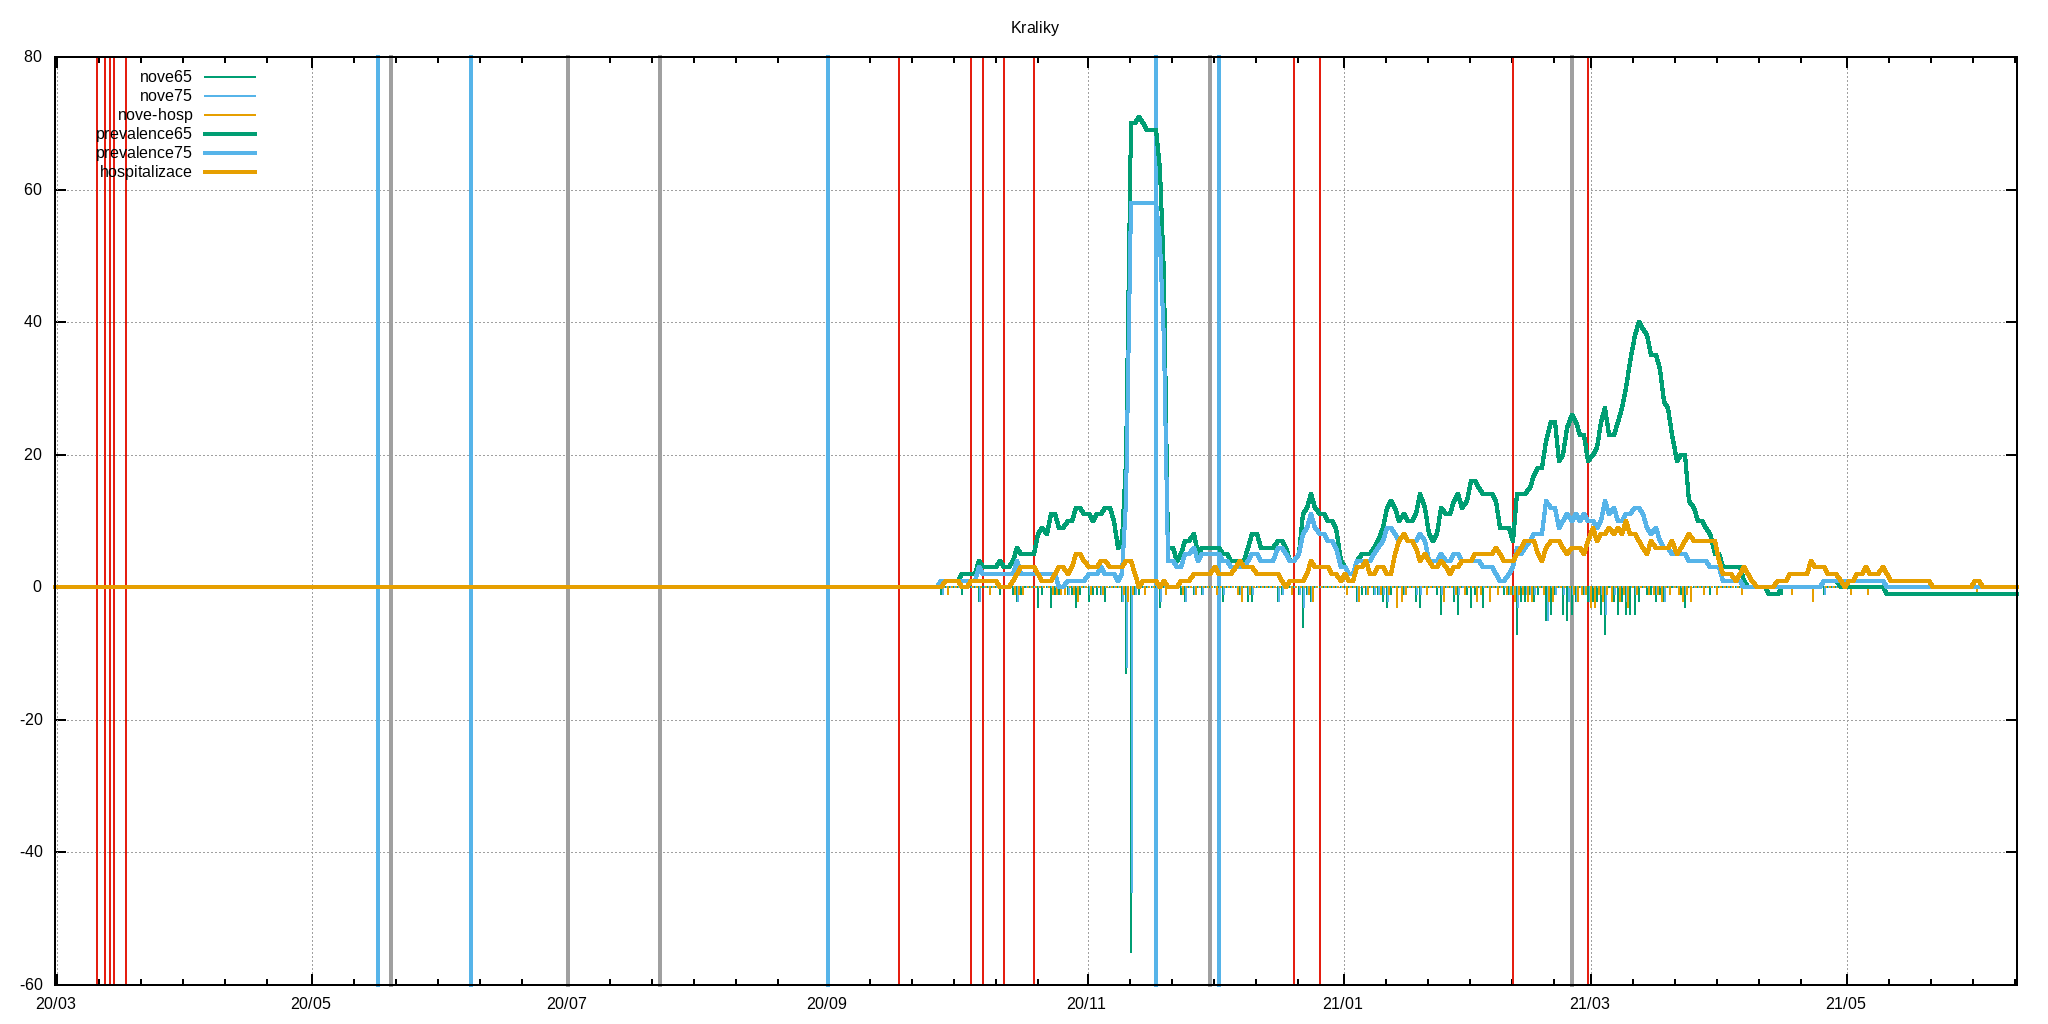 Kraliky
80
nove65
nove75
nove-hosp
prevalence65
prevalence75
hospitalizace
60
40
20
0
-20
-40
-60
20/03 20/05 20/07 20/09 20/11 21/01 21/03 21/05